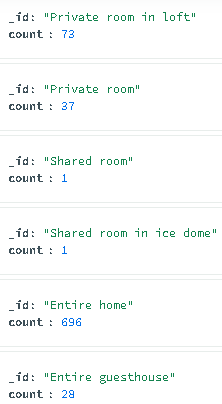 _id: "Private room in loft"
count : 73
_id: "Private room"
count : 37
_id: "Shared room"
count : 1
_id: "Shared room in ice dome"
count : 1
_id: "Entire home"
count : 696
_id: "Entire guesthouse"
count : 28